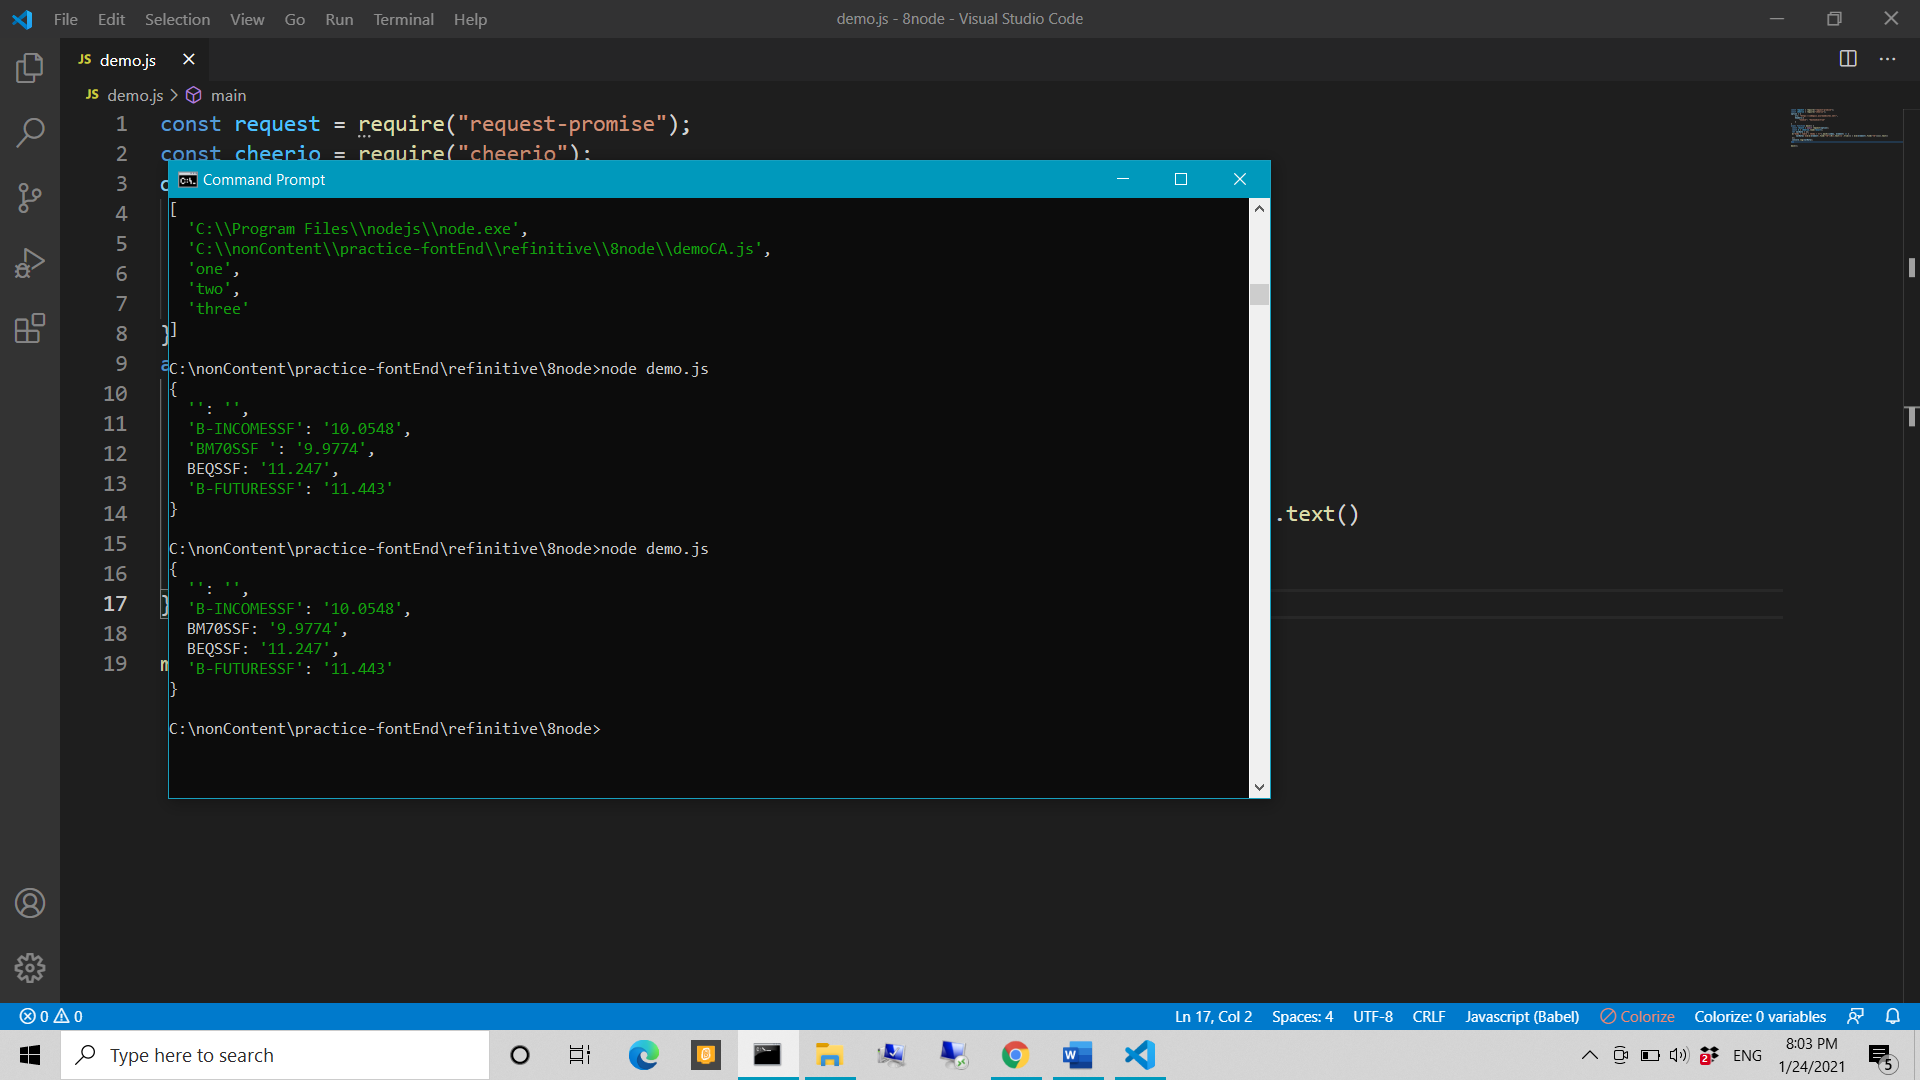 File Edit Selection View Go Run Terminal Help
demo.js - 8node - Visual Studio Code
JS demo.js
JS demo.js > main
1 const request = require("request-promise");
2 const cheerio = require("cheerio");
3 c
4
5
6
7
8 }
9 a
10
11
12
13
14 .text()
15
16
17 }
18
19 m
Command Prompt
[
'C:\\Program Files\\nodejs\\node.exe',
'C:\\nonContent\\practice-fontEnd\\refinitive\\8node\\demoCA.js',
'one',
'two',
'three'
]
C:\nonContent\practice-fontEnd\refinitive\8node>node demo.js
{
'': '',
'B-INCOMESSF': '10.0548',
'BM70SSF ': '9.9774',
BEQSSF: '11.247',
'B-FUTURESSF': '11.443'
}
C:\nonContent\practice-fontEnd\refinitive\8node>node demo.js
{
'': '',
'B-INCOMESSF': '10.0548',
BM70SSF: '9.9774',
BEQSSF: '11.247',
'B-FUTURESSF': '11.443'
}
C:\nonContent\practice-fontEnd\refinitive\8node>
0 0 Ln 17, Col 2 Spaces: 4 UTF-8 CRLF Javascript (Babel) Colorize Colorize: 0 variables
Type here to search
2 ENG
8:03 PM
1/24/2021
5